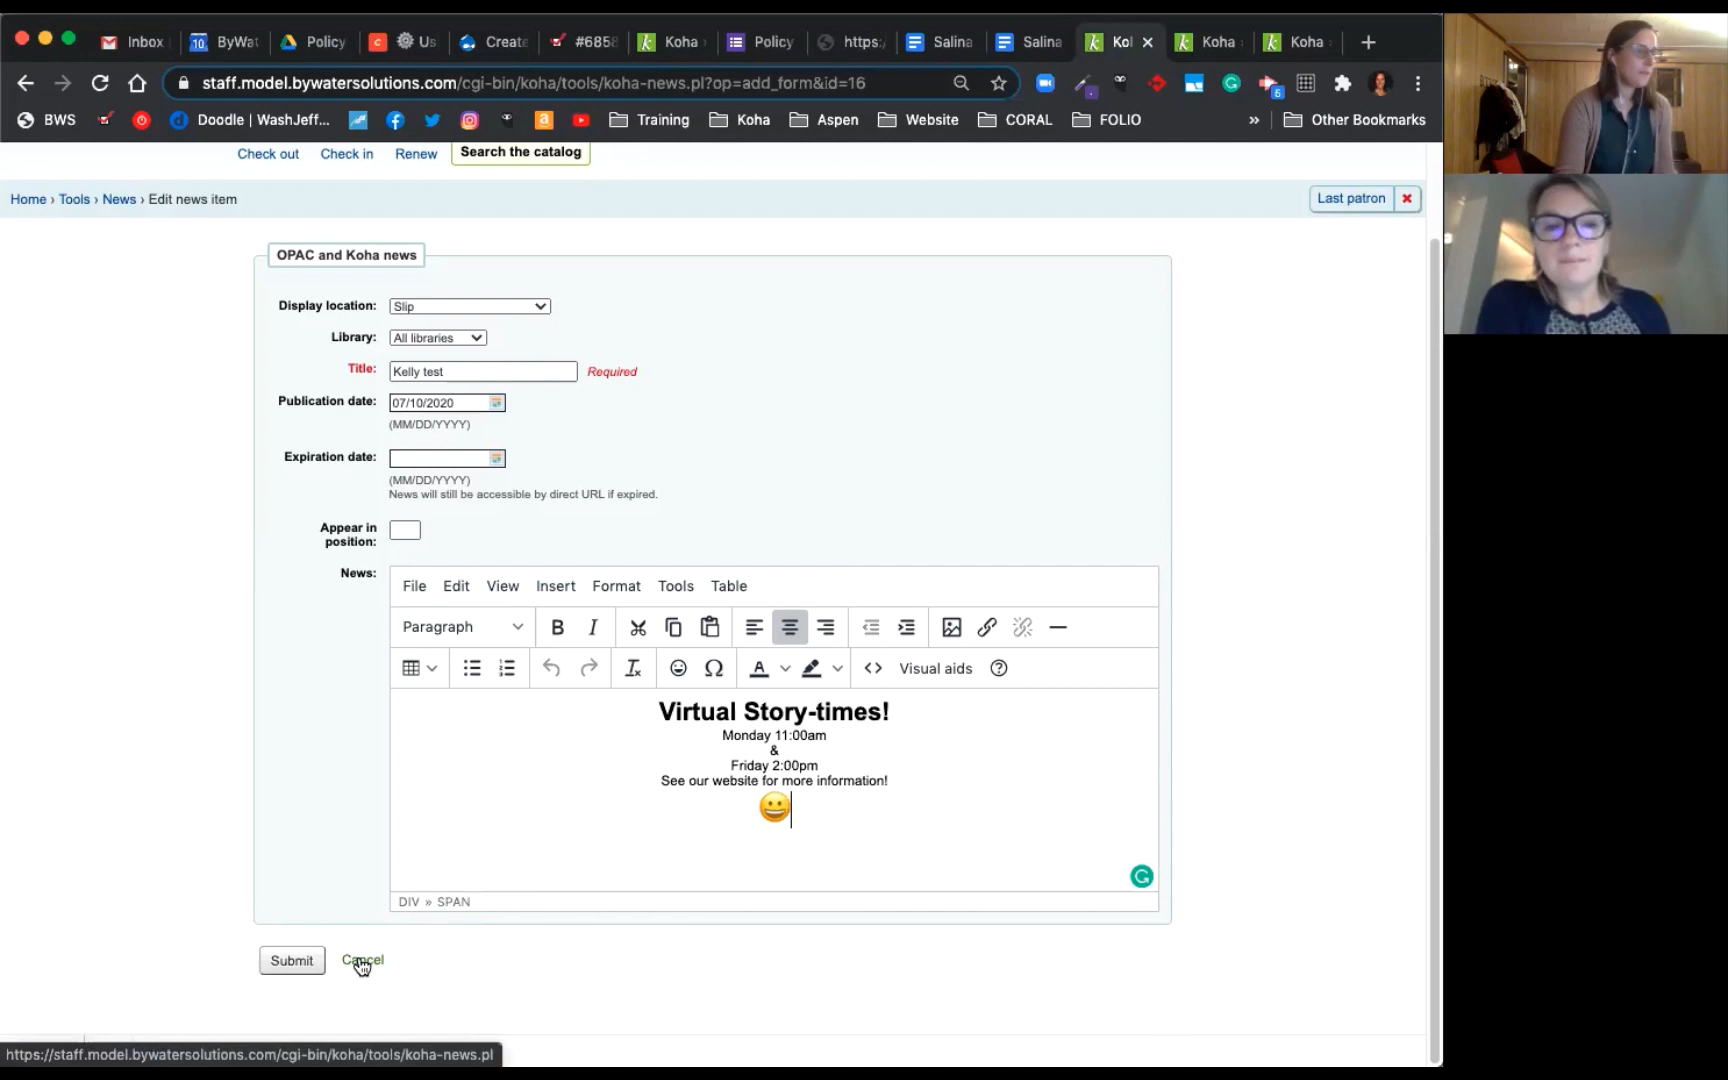 Inbox
10 ByWat
Policy
Us
Create
#6858
Koha
Policy
https:/
Salina
Salina
Kol
Koha
Koha
staff.model.bywatersolutions.com/cgi-bin/koha/tools/koha-news.pl?op=add_form&id=16
5
BWS
Doodle | WashJeff...
Training
Koha
Aspen
Website
CORAL
FOLIO
»
Other Bookmarks
Check out
Check in
Renew
Search the catalog
Home › Tools › News › Edit news item
Last patron
OPAC and Koha news
Display location: Slip
Library: All libraries
Title: Kelly test Required
Publication date: 07/10/2020
(MM/DD/YYYY)
Expiration date:
(MM/DD/YYYY)
News will still be accessible by direct URL if expired.
Appear in
position:
News:
File Edit View Insert Format Tools Table
Paragraph
Visual aids
Virtual Story-times!
Monday 11:00am
&
Friday 2:00pm
See our website for more information!
😀
DIV » SPAN
Submit
Cancel
https://staff.model.bywatersolutions.com/cgi-bin/koha/tools/koha-news.pl